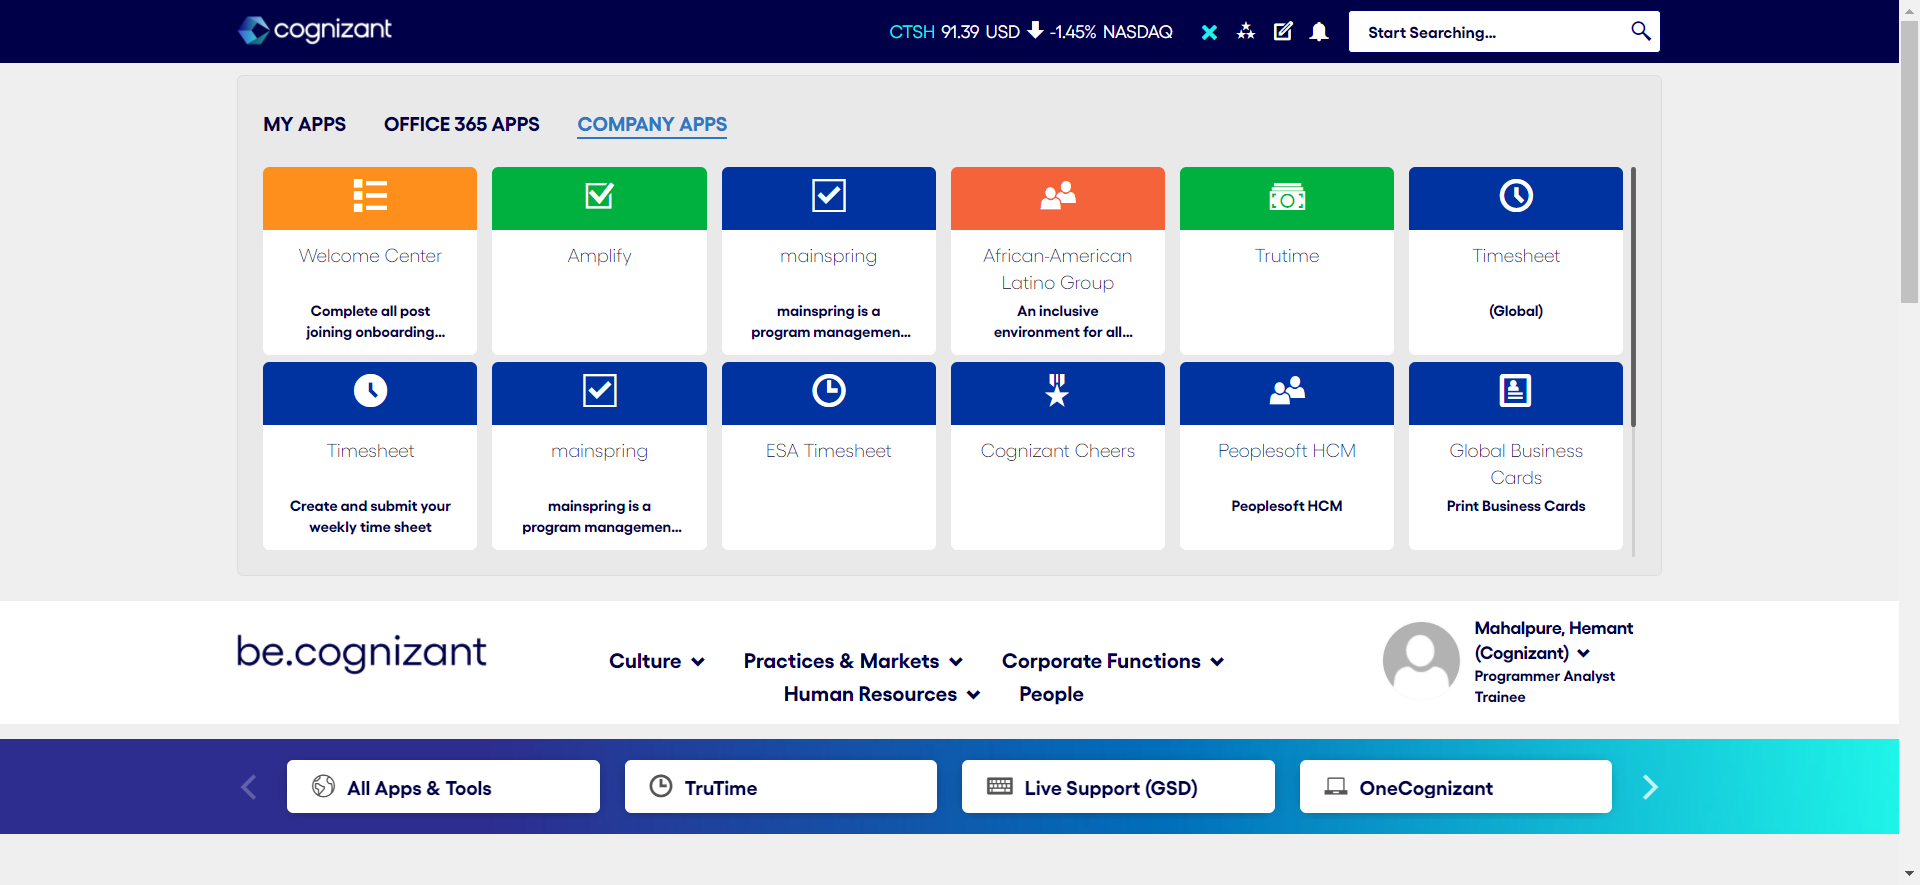 cognizant
CTSH 91.39 USD -1.45% NASDAQ
Start Searching...
MY APPS OFFICE 365 APPS COMPANY APPS
Welcome Center
Complete all post
joining onboarding...
Amplify
mainspring
mainspring is a
program managemen...
African-American
Latino Group
An inclusive
environment for all...
Trutime
Timesheet
(Global)
Timesheet
Create and submit your
weekly time sheet
mainspring
mainspring is a
program managemen...
ESA Timesheet
Cognizant Cheers
Peoplesoft HCM
Peoplesoft HCM
Global Business
Cards
Print Business Cards
be.cognizant
Culture Practices & Markets Corporate Functions
Human Resources People
Mahalpure, Hemant
(Cognizant)
Programmer Analyst
Trainee
All Apps & Tools
TruTime
Live Support (GSD)
OneCognizant